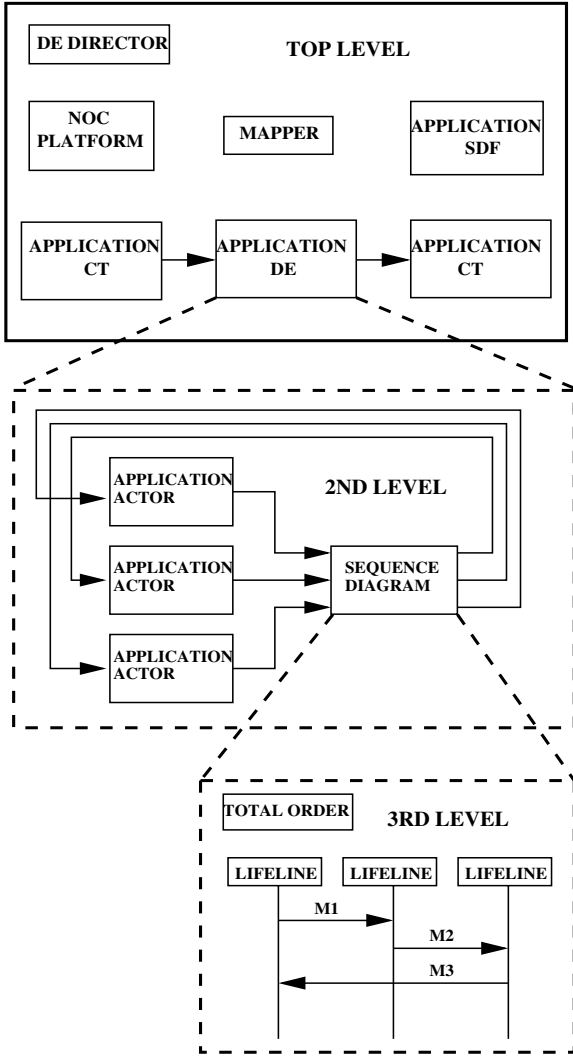 DE DIRECTOR
TOP LEVEL
NOC
PLATFORM
MAPPER
APPLICATION
SDF
APPLICATION
CT
APPLICATION
DE
APPLICATION
CT
APPLICATION
ACTOR
2ND LEVEL
APPLICATION
ACTOR
SEQUENCE
DIAGRAM
APPLICATION
ACTOR
TOTAL ORDER
3RD LEVEL
LIFELINE
LIFELINE
LIFELINE
M1
M2
M3